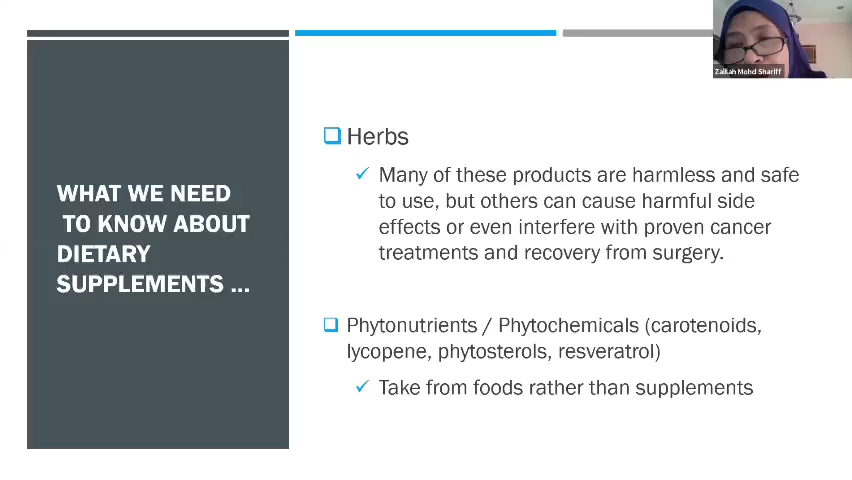 Zalilah Mohd Shariff
WHAT WE NEED
TO KNOW ABOUT
DIETARY
SUPPLEMENTS ...
Herbs
Many of these products are harmless and safe
to use, but others can cause harmful side
effects or even interfere with proven cancer
treatments and recovery from surgery.
Phytonutrients / Phytochemicals (carotenoids,
lycopene, phytosterols, resveratrol)
Take from foods rather than supplements